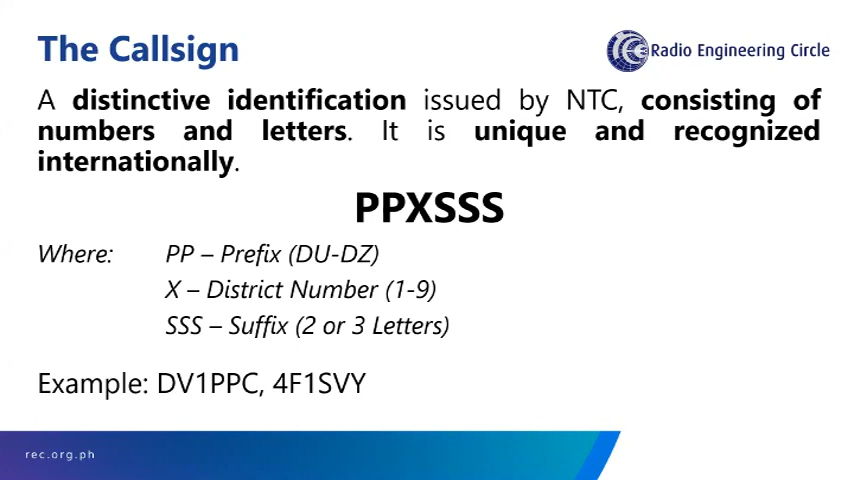 The Callsign
Radio Engineering Circle
A distinctive identification issued by NTC, consisting of
numbers and letters. It is unique and recognized
internationally.
PPXSSS
Where: PP – Prefix (DU-DZ)
X – District Number (1-9)
SSS – Suffix (2 or 3 Letters)
Example: DV1PPC, 4F1SVY
rec.org.ph